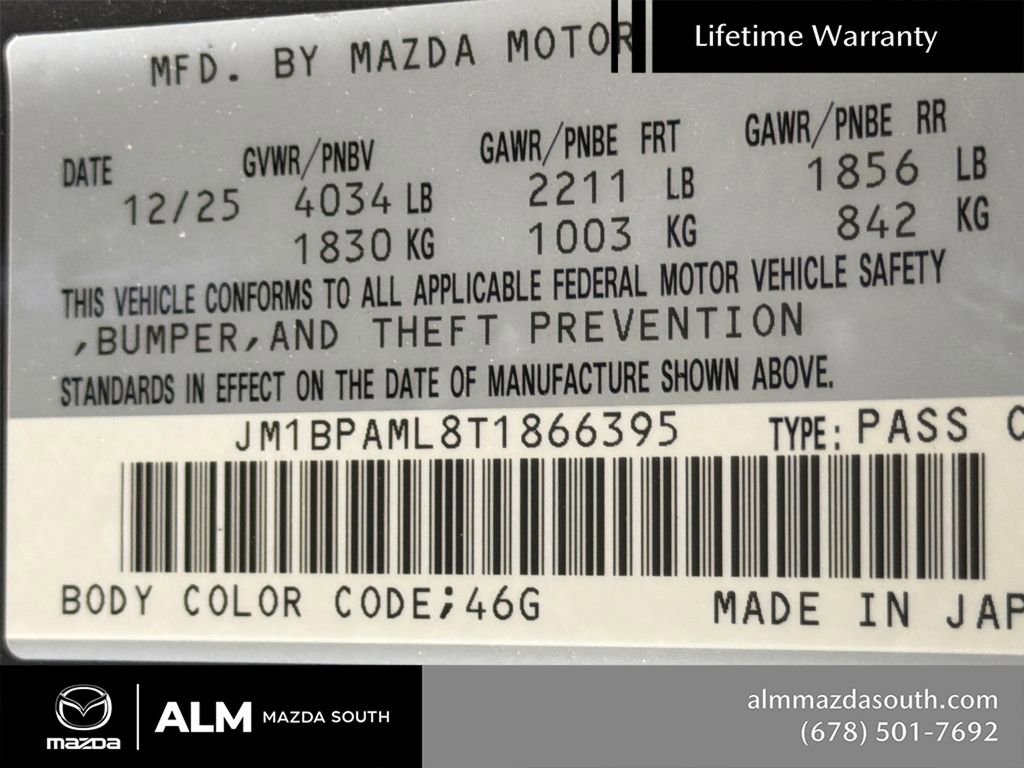 Lifetime Warranty
MFD. BY MAZDA MOTOR
DATE GVWR/PNBV GAWR/PNBE FRT GAWR/PNBE RR
12/25 4034 LB 2211 LB 1856 LB
1830 KG 1003 KG 842 KG
THIS VEHICLE CONFORMS TO ALL APPLICABLE FEDERAL MOTOR VEHICLE SAFETY
,BUMPER,AND THEFT PREVENTION
STANDARDS IN EFFECT ON THE DATE OF MANUFACTURE SHOWN ABOVE.
JM1BPAML8T1866395 TYPE: PASS C
BODY COLOR CODE;46G MADE IN JAP
mazda ALM MAZDA SOUTH
almmazdasouth.com
(678) 501-7692